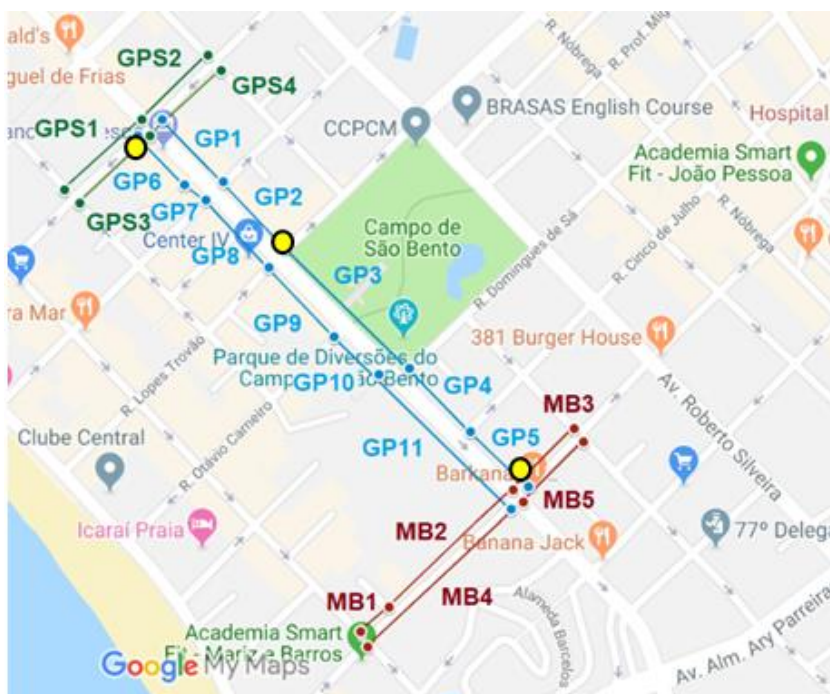 ald's
guel de Frias
GPS2
GPS4
GPS1
GPS3
GP1
GP2
GP6
GP7
Center IV
GP8
GP3
GP9
GP10
GP4
GP11
GP5
CCPCM
BRASAS English Course
R. Nóbrega
R. Prof. Mig
Hospital
Academia Smart
Fit - João Pessoa
Campo de
São Bento
R. Domingues de Sá
R. Cinco de Julho
R. Nóbrega
ra Mar
R. Lopes Trovão
Parque de Diversões do
Camp ão Bento
381 Burger House
Av. Roberto Silveira
Clube Central
R. Otávio Carneiro
Icaraí Praia
MB3
MB5
MB2
MB1
MB4
Banana Jack
77º Delega
Alameda Barcelos
Av. Alm. Ary Parreira
Academia Smart
Fit - Mariz e Barros
Google My Maps